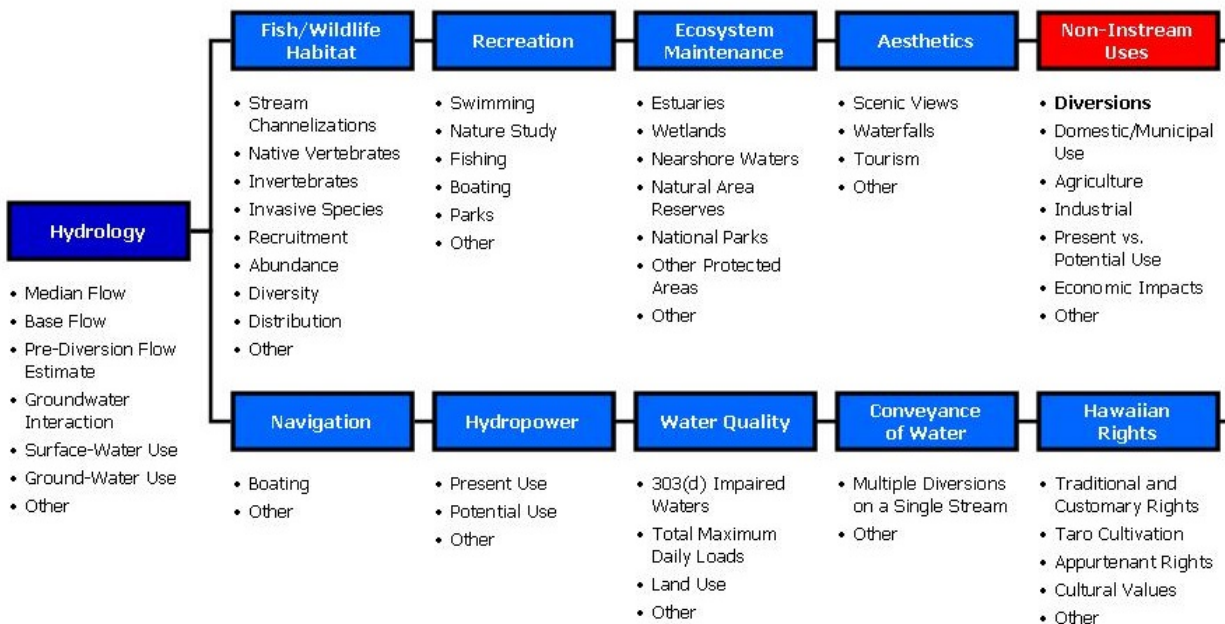 Fish/Wildlife
Habitat
• Stream
Channelizations
• Native Vertebrates
• Invertebrates
• Invasive Species
• Recruitment
• Abundance
• Diversity
• Distribution
• Other
Recreation
• Swimming
• Nature Study
• Fishing
• Boating
• Parks
• Other
Ecosystem
Maintenance
• Estuaries
• Wetlands
• Nearshore Waters
• Natural Area
Reserves
• National Parks
• Other Protected
Areas
• Other
Aesthetics
• Scenic Views
• Waterfalls
• Tourism
• Other
Non-Instream
Uses
• Diversions
• Domestic/Municipal
Use
• Agriculture
• Industrial
• Present vs.
Potential Use
• Economic Impacts
• Other
Hydrology
• Median Flow
• Base Flow
• Pre-Diversion Flow
Estimate
• Groundwater
Interaction
• Surface-Water Use
• Ground-Water Use
• Other
Navigation
• Boating
• Other
Hydropower
• Present Use
• Potential Use
• Other
Water Quality
• 303(d) Impaired
Waters
• Total Maximum
Daily Loads
• Land Use
• Other
Conveyance
of Water
• Multiple Diversions
on a Single Stream
• Other
Hawaiian
Rights
• Traditional and
Customary Rights
• Taro Cultivation
• Appurtenant Rights
• Cultural Values
• Other